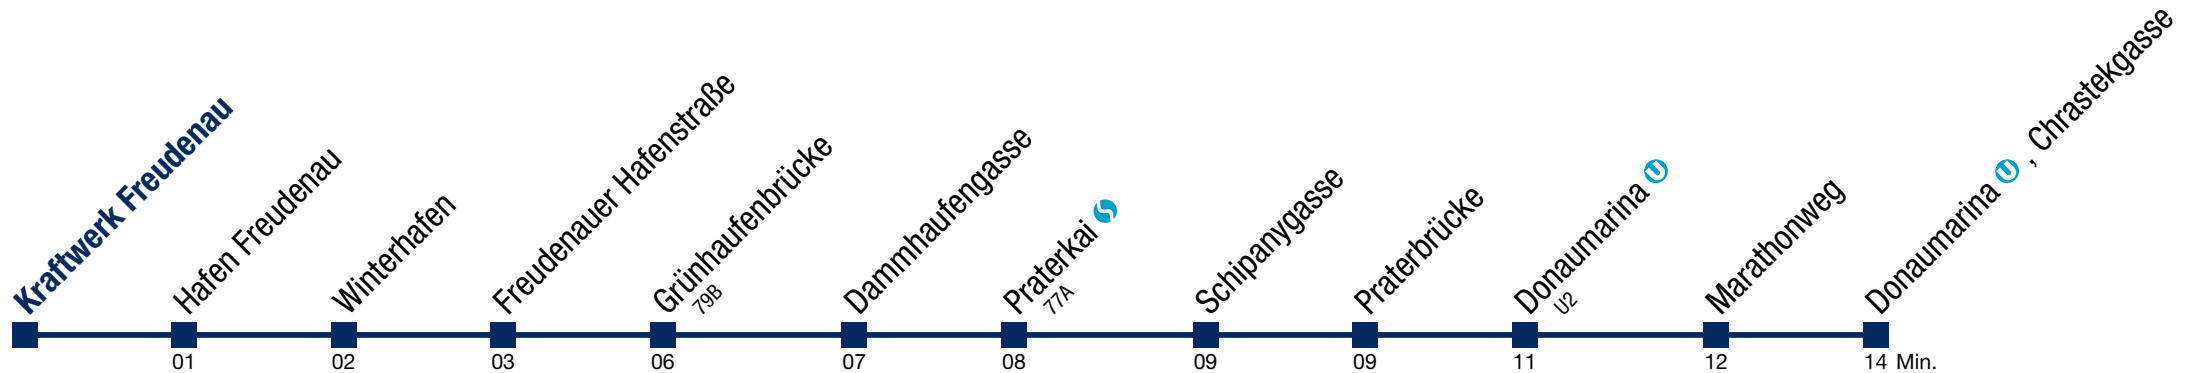 Kraftwerk Freudenau
Hafen Freudenau
Winterhafen
Freudenauer Hafenstraße
Grünhaufenbrücke
79B
Dammhaufengasse
Praterkai
77A
Schipanygasse
Praterbrücke
Donaumarina U
U2
Marathonweg
Donaumarina U , Chrastekgasse
01 02 03 06 07 08 09 09 11 12 14 Min.